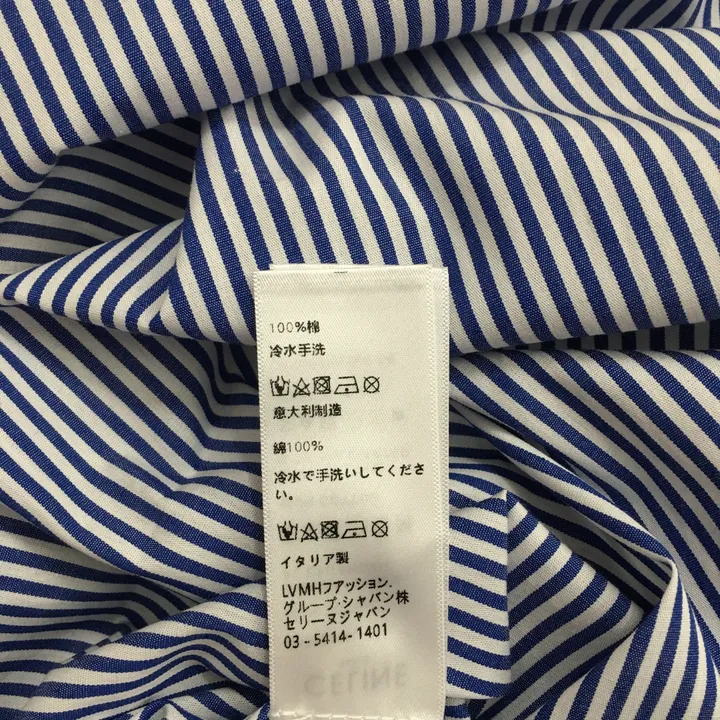 100%棉
冷水手洗
意大利制造
綿100%
冷水で手洗いしてくださ
い。
イタリア製
LVMHフアッション.
グループ·シャパン株
セリーヌジャパン
03 - 5414 - 1401
CELINE